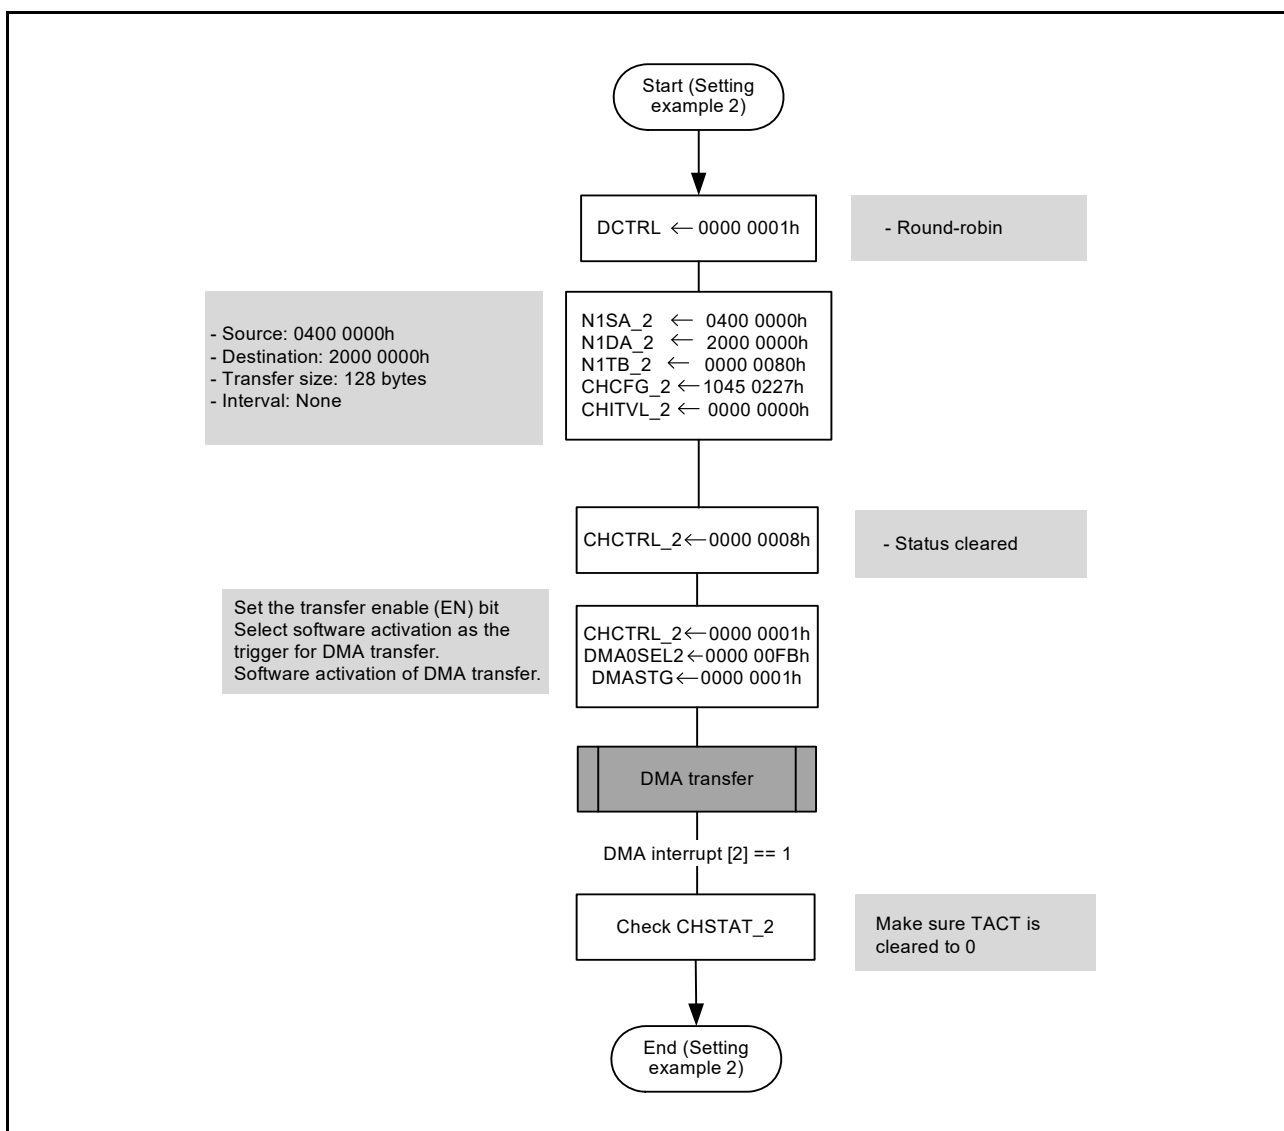 Start (Setting
example 2)
DCTRL ← 0000 0001h
- Round-robin
- Source: 0400 0000h
- Destination: 2000 0000h
- Transfer size: 128 bytes
- Interval: None
N1SA_2 ← 0400 0000h
N1DA_2 ← 2000 0000h
N1TB_2 ← 0000 0080h
CHCFG_2 ← 1045 0227h
CHITVL_2 ← 0000 0000h
CHCTRL_2 ← 0000 0008h
- Status cleared
Set the transfer enable (EN) bit
Select software activation as the
trigger for DMA transfer.
Software activation of DMA transfer.
CHCTRL_2 ← 0000 0001h
DMA0SEL2 ← 0000 00FBh
DMASTG ← 0000 0001h
DMA transfer
DMA interrupt [2] == 1
Check CHSTAT_2
Make sure TACT is
cleared to 0
End (Setting
example 2)